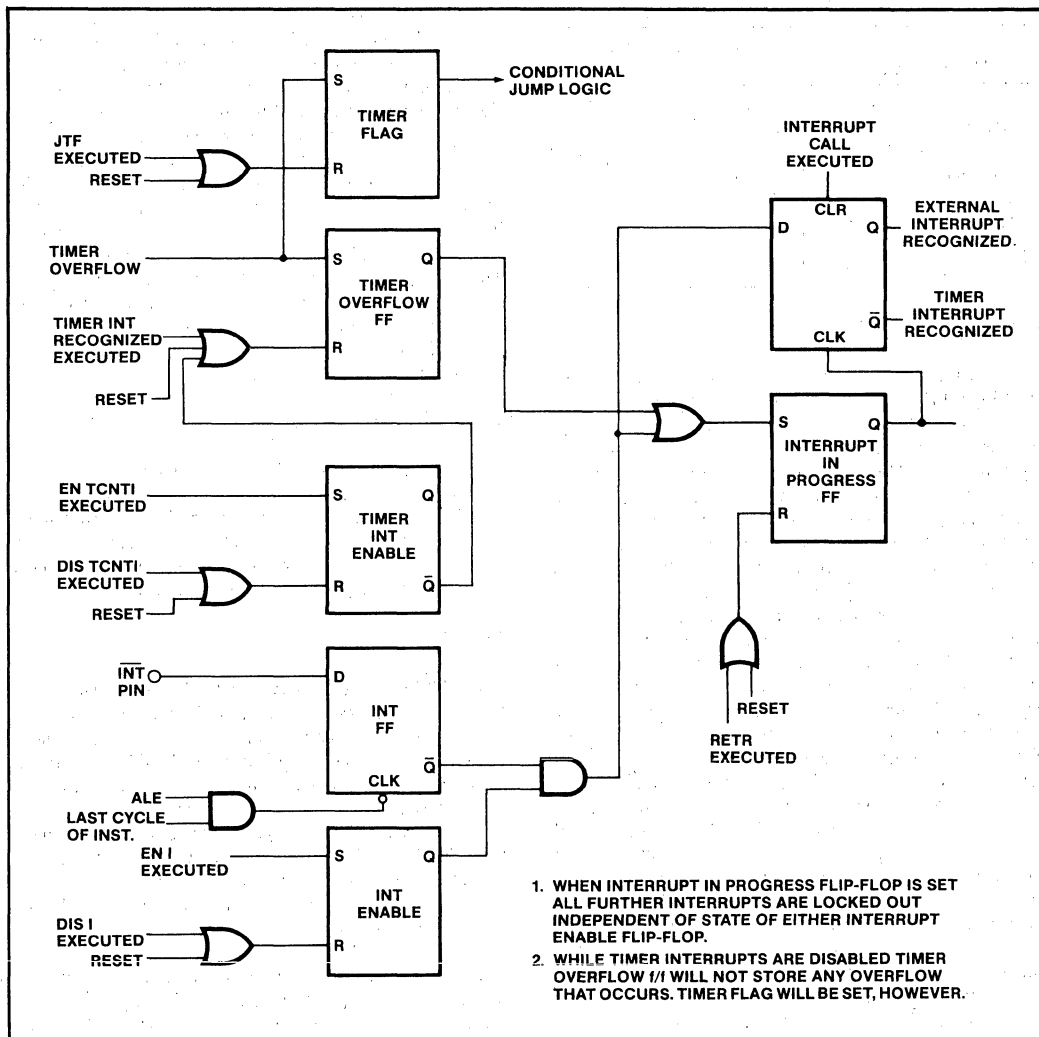 S
TIMER
FLAG
R
CONDITIONAL
JUMP LOGIC
JTF
EXECUTED
RESET
TIMER
OVERFLOW
S
Q
TIMER
OVERFLOW
FF
R
TIMER INT
RECOGNIZED
EXECUTED
RESET
INTERRUPT
CALL
EXECUTED
CLR
D
Q
EXTERNAL
INTERRUPT
RECOGNIZED
Q̅
TIMER
INTERRUPT
RECOGNIZED
CLK
S
Q
INTERRUPT
IN
PROGRESS
FF
R
RESET
RETR
EXECUTED
EN TCNTI
EXECUTED
S
Q
TIMER
INT
ENABLE
R
Q̅
DIS TCNTI
EXECUTED
RESET
I̅N̅T̅
PIN
D
INT
FF
Q̅
CLK
ALE
LAST CYCLE
OF INST.
EN I
EXECUTED
S
Q
INT
ENABLE
R
DIS I
EXECUTED
RESET
1. WHEN INTERRUPT IN PROGRESS FLIP-FLOP IS SET
ALL FURTHER INTERRUPTS ARE LOCKED OUT
INDEPENDENT OF STATE OF EITHER INTERRUPT
ENABLE FLIP-FLOP.
2. WHILE TIMER INTERRUPTS ARE DISABLED TIMER
OVERFLOW f/f WILL NOT STORE ANY OVERFLOW
THAT OCCURS. TIMER FLAG WILL BE SET, HOWEVER.